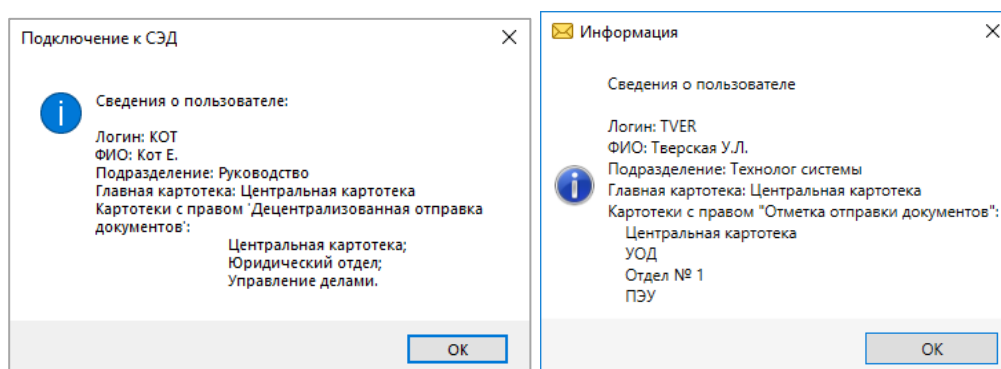 Подключение к СЭД
Сведения о пользователе:
Логин: КОТ
ФИО: Кот Е.
Подразделение: Руководство
Главная картотека: Центральная картотека
Картотеки с правом 'Децентрализованная отправка
документов':
Центральная картотека;
Юридический отдел;
Управление делами.
ОК
Информация
Сведения о пользователе
Логин: TVER
ФИО: Тверская У.Л.
Подразделение: Технолог системы
Главная картотека: Центральная картотека
Картотеки с правом "Отметка отправки документов":
Центральная картотека
УОД
Отдел № 1
ПЭУ
ОК